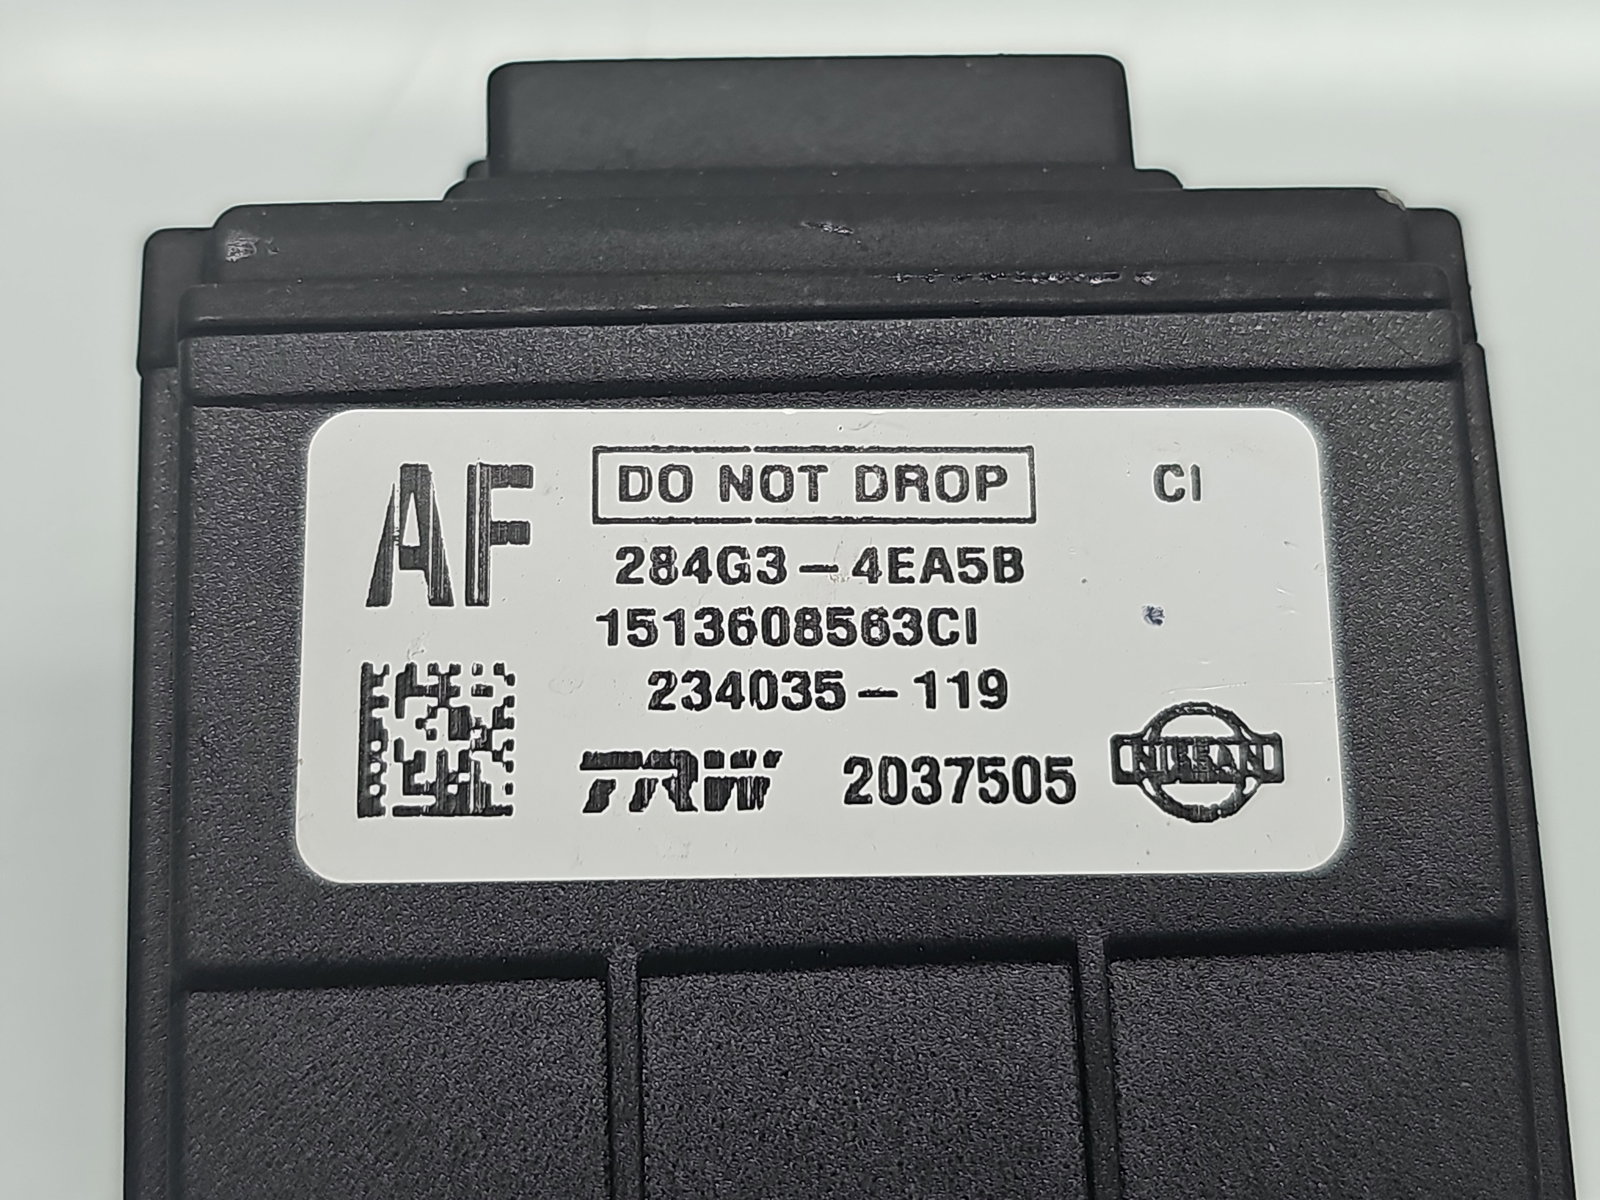 AF DO NOT DROP CI
284G3-4EA5B
1513608563CI
234035-119
TRW 2037505 NISSAN